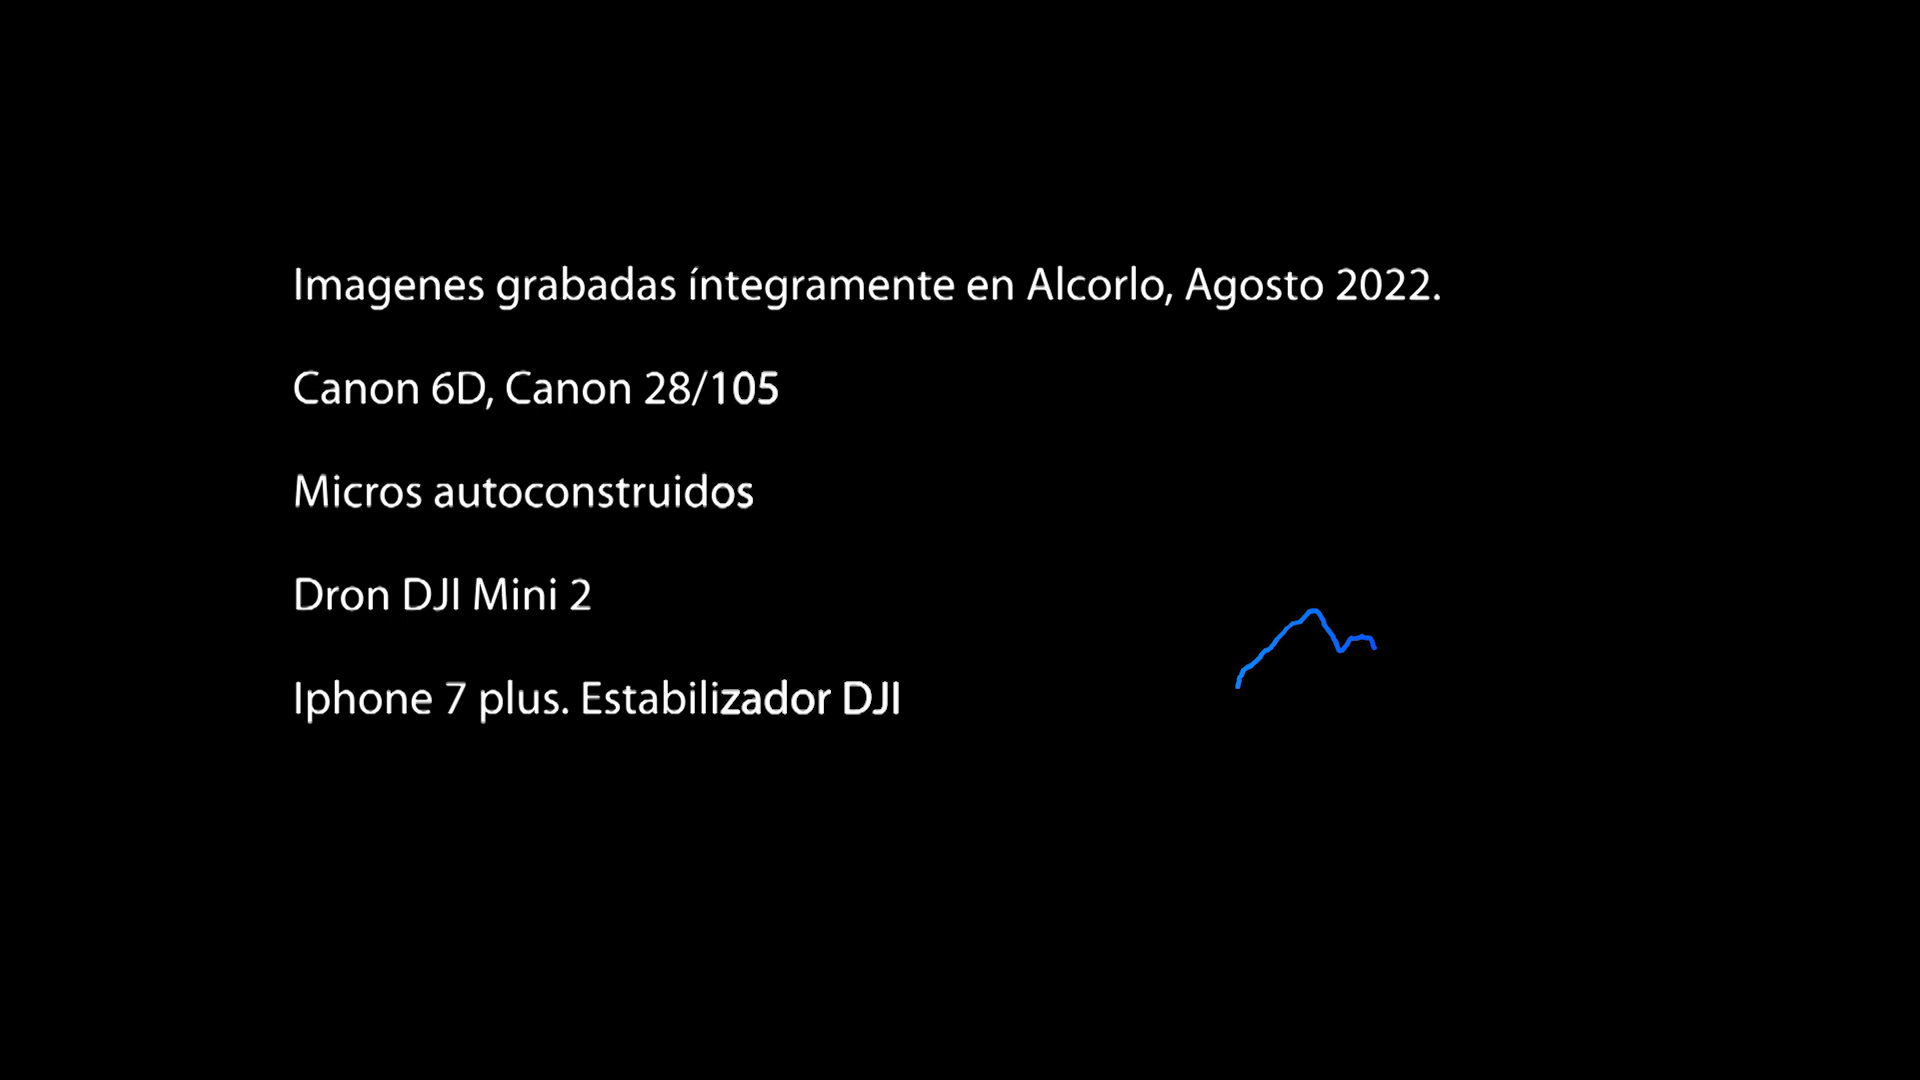 Imagenes grabadas íntegramente en Alcorlo, Agosto 2022.
Canon 6D, Canon 28/105
Micros autoconstruidos
Dron DJI Mini 2
Iphone 7 plus. Estabilizador DJI